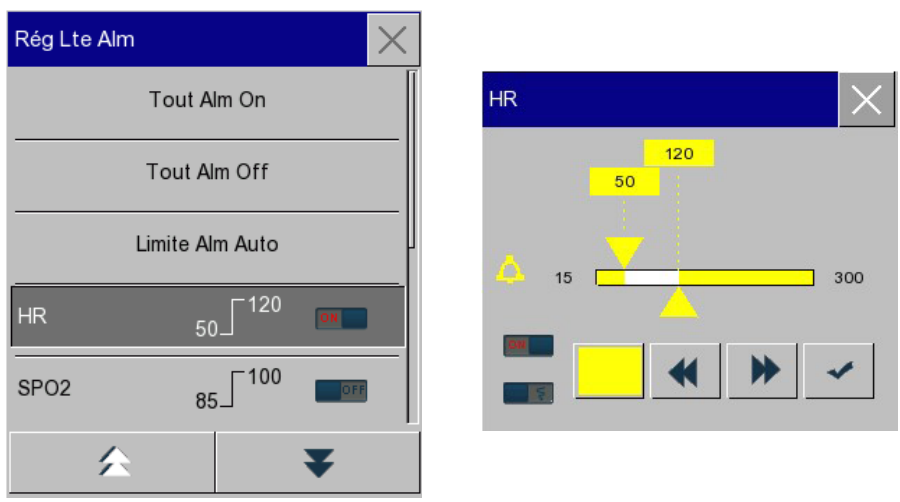 Rég Lte Alm
Tout Alm On
Tout Alm Off
Limite Alm Auto
HR 50 120 ON
SPO2 85 100 OFF
HR
120
50
15 300
ON